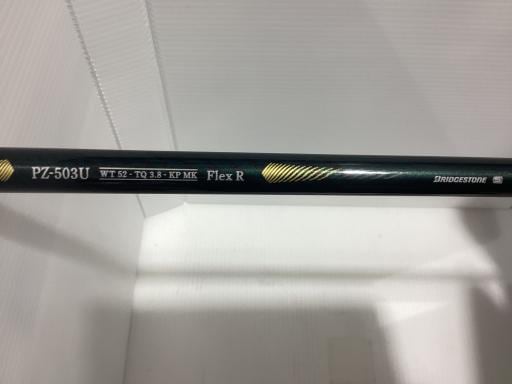 PZ-503U WT 52 - TQ 3.8 - KP MK Flex R BRIDGESTONE